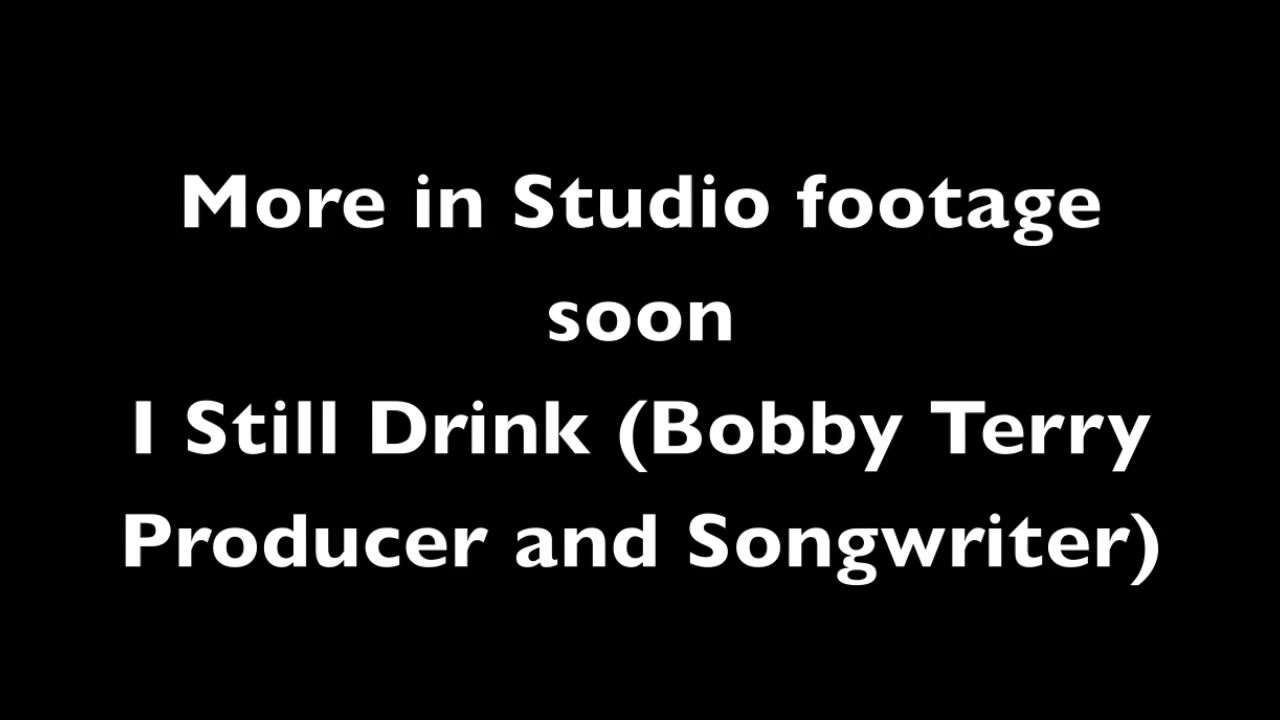 More in Studio footage
soon
I Still Drink (Bobby Terry
Producer and Songwriter)